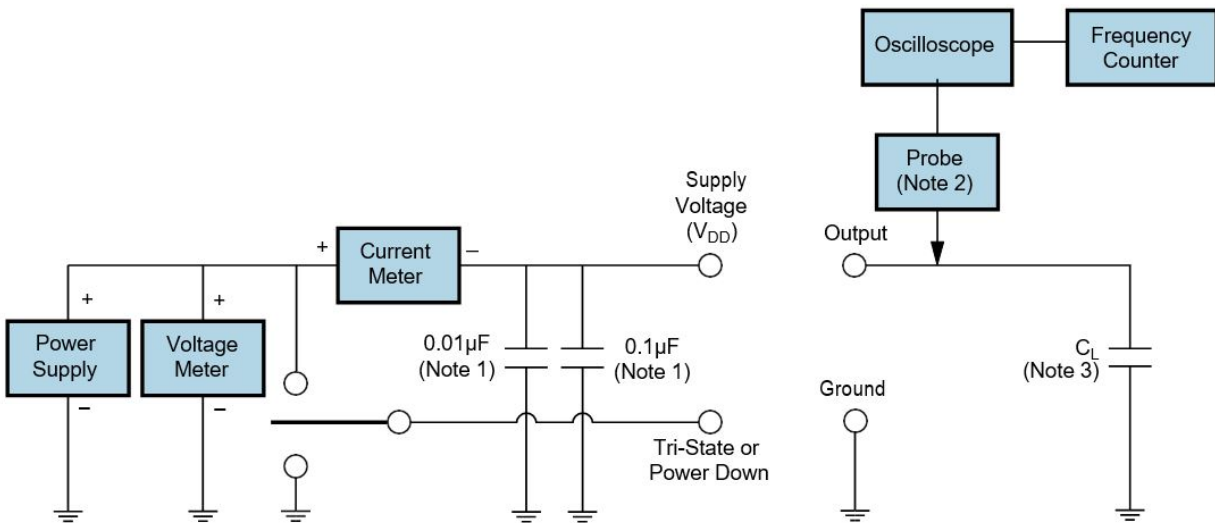 Oscilloscope
Frequency
Counter
Probe
(Note 2)
Supply
Voltage
(VDD)
Output
+
Current
Meter
–
+
Power
Supply
–
+
Voltage
Meter
–
0.01µF
(Note 1)
0.1µF
(Note 1)
CL
(Note 3)
Ground
Tri-State or
Power Down